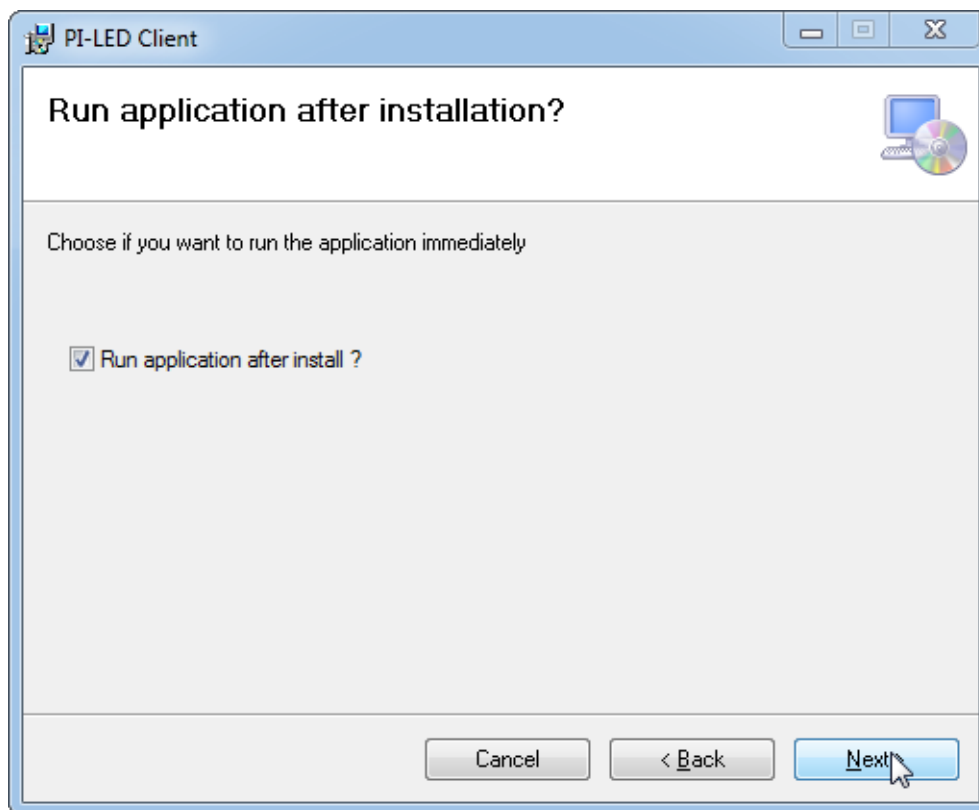 PI-LED Client
Run application after installation?
Choose if you want to run the application immediately
Run application after install ?
Cancel
< Back
Next